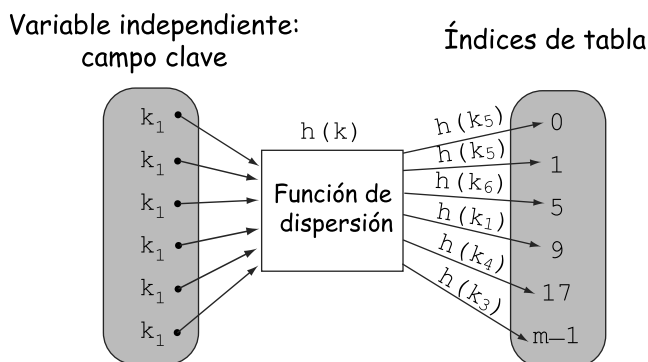 Variable independiente:
campo clave
Índices de tabla
k₁
k₁
k₁
k₁
k₁
k₁
h(k)
Función de
dispersión
h(k₅)
h(k₅)
h(k₆)
h(k₁)
h(k₄)
h(k₃)
0
1
5
9
17
m–1